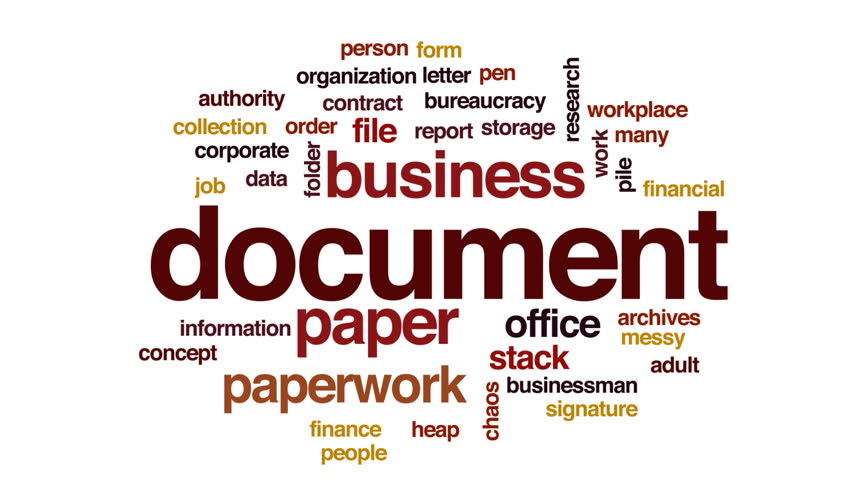 person form
organization letter pen
research
authority contract bureaucracy workplace
collection order file report storage work many
corporate folder business pile
job data financial
document
information paper office archives
concept stack messy
paperwork businessman adult
chaos signature
finance heap
people